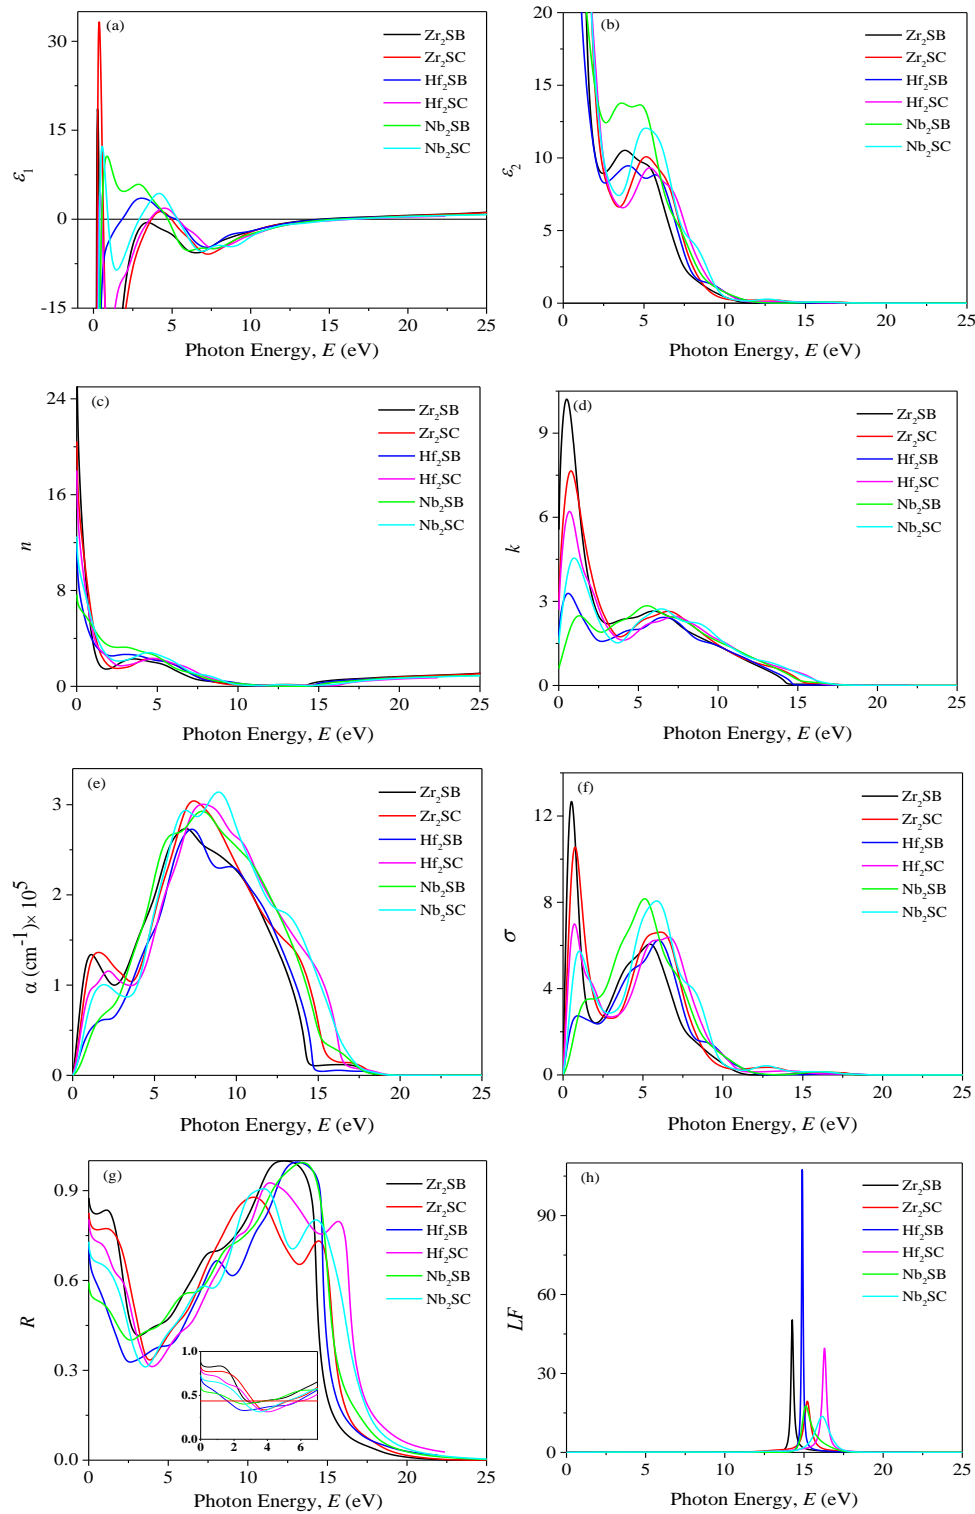 (a)
Zr2SB
Zr2SC
Hf2SB
Hf2SC
Nb2SB
Nb2SC
30
15
0
-15
ε1
0 5 10 15 20 25
Photon Energy, E (eV)
(b)
Zr2SB
Zr2SC
Hf2SB
Hf2SC
Nb2SB
Nb2SC
20
15
10
5
0
ε2
0 5 10 15 20 25
Photon Energy, E (eV)
(c)
Zr2SB
Zr2SC
Hf2SB
Hf2SC
Nb2SB
Nb2SC
24
16
8
0
n
0 5 10 15 20 25
Photon Energy, E (eV)
(d)
Zr2SB
Zr2SC
Hf2SB
Hf2SC
Nb2SB
Nb2SC
9
6
3
0
k
0 5 10 15 20 25
Photon Energy, E (eV)
(e)
Zr2SB
Zr2SC
Hf2SB
Hf2SC
Nb2SB
Nb2SC
3
2
1
0
α (cm-1)× 105
0 5 10 15 20 25
Photon Energy, E (eV)
(f)
Zr2SB
Zr2SC
Hf2SB
Hf2SC
Nb2SB
Nb2SC
12
8
4
0
σ
0 5 10 15 20 25
Photon Energy, E (eV)
(g)
Zr2SB
Zr2SC
Hf2SB
Hf2SC
Nb2SB
Nb2SC
0.9
0.6
0.3
0.0
R
1.0
0.5
0.0
0 2 4 6
0 5 10 15 20 25
Photon Energy, E (eV)
(h)
Zr2SB
Zr2SC
Hf2SB
Hf2SC
Nb2SB
Nb2SC
90
60
30
0
LF
0 5 10 15 20 25
Photon Energy, E (eV)